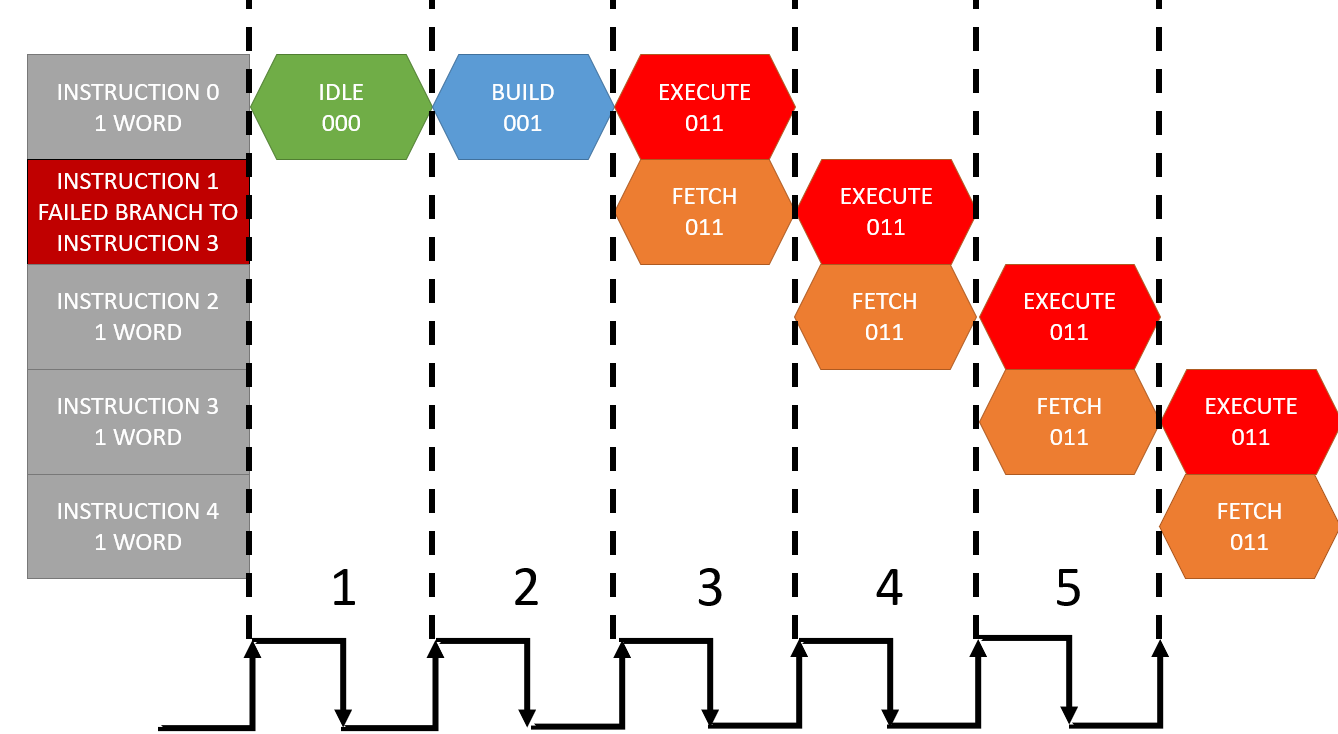 INSTRUCTION 0
1 WORD
IDLE
000
BUILD
001
EXECUTE
011
INSTRUCTION 1
FAILED BRANCH TO
INSTRUCTION 3
FETCH
011
EXECUTE
011
INSTRUCTION 2
1 WORD
FETCH
011
EXECUTE
011
INSTRUCTION 3
1 WORD
FETCH
011
EXECUTE
011
INSTRUCTION 4
1 WORD
FETCH
011
1
2
3
4
5